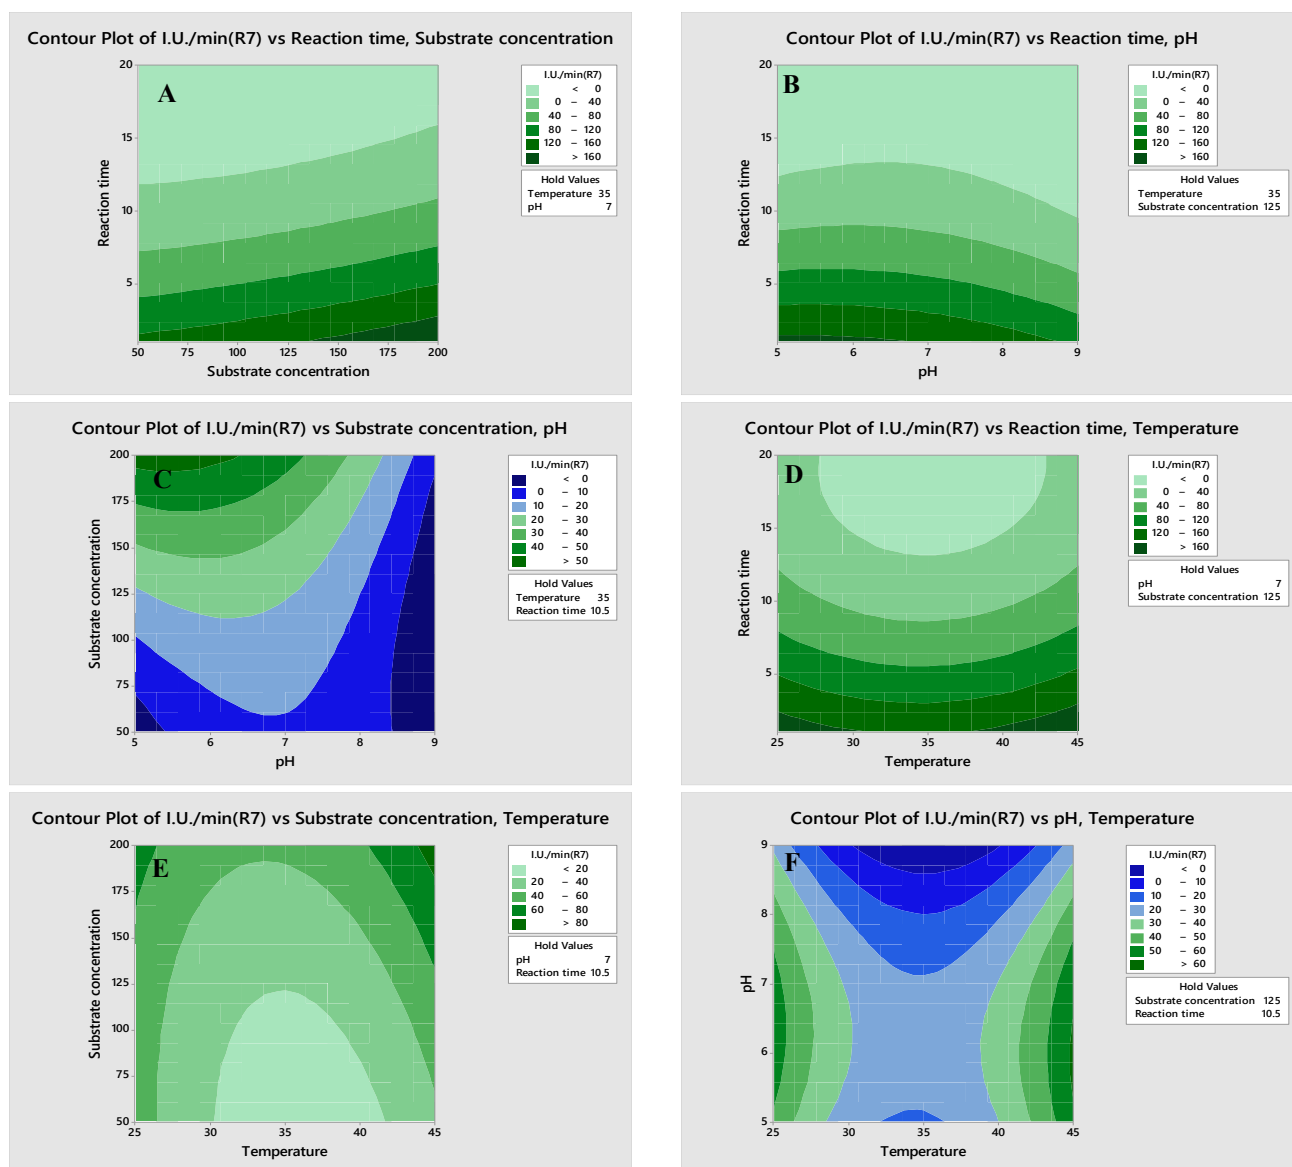 Contour Plot of I.U./min(R7) vs Reaction time, Substrate concentration
A
20
15
10
5
50 75 100 125 150 175 200
Reaction time
Substrate concentration
I.U./min(R7)
< 0
0 – 40
40 – 80
80 – 120
120 – 160
> 160
Hold Values
Temperature 35
pH 7
Contour Plot of I.U./min(R7) vs Reaction time, pH
B
20
15
10
5
5 6 7 8 9
Reaction time
pH
I.U./min(R7)
< 0
0 – 40
40 – 80
80 – 120
120 – 160
> 160
Hold Values
Temperature 35
Substrate concentration 125
Contour Plot of I.U./min(R7) vs Substrate concentration, pH
C
200
175
150
125
100
75
50
5 6 7 8 9
Substrate concentration
pH
I.U./min(R7)
< 0
0 – 10
10 – 20
20 – 30
30 – 40
40 – 50
> 50
Hold Values
Temperature 35
Reaction time 10.5
Contour Plot of I.U./min(R7) vs Reaction time, Temperature
D
20
15
10
5
25 30 35 40 45
Reaction time
Temperature
I.U./min(R7)
< 0
0 – 40
40 – 80
80 – 120
120 – 160
> 160
Hold Values
pH 7
Substrate concentration 125
Contour Plot of I.U./min(R7) vs Substrate concentration, Temperature
E
200
175
150
125
100
75
50
25 30 35 40 45
Substrate concentration
Temperature
I.U./min(R7)
< 20
20 – 40
40 – 60
60 – 80
> 80
Hold Values
pH 7
Reaction time 10.5
Contour Plot of I.U./min(R7) vs pH, Temperature
F
9
8
7
6
5
25 30 35 40 45
pH
Temperature
I.U./min(R7)
< 0
0 – 10
10 – 20
20 – 30
30 – 40
40 – 50
50 – 60
> 60
Hold Values
Substrate concentration 125
Reaction time 10.5